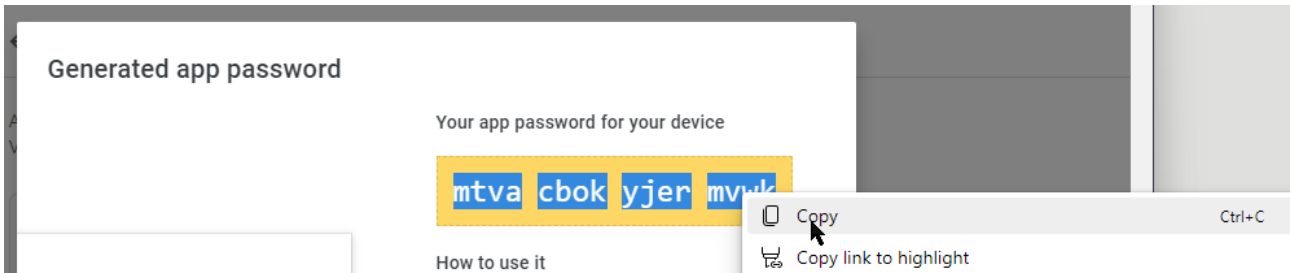 Generated app password
Your app password for your device
mtva cbok yjer mvwk
Copy Ctrl+C
How to use it
Copy link to highlight